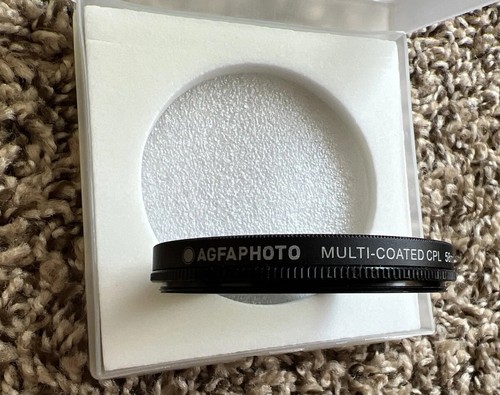 AGFAPHOTO MULTI-COATED CPL